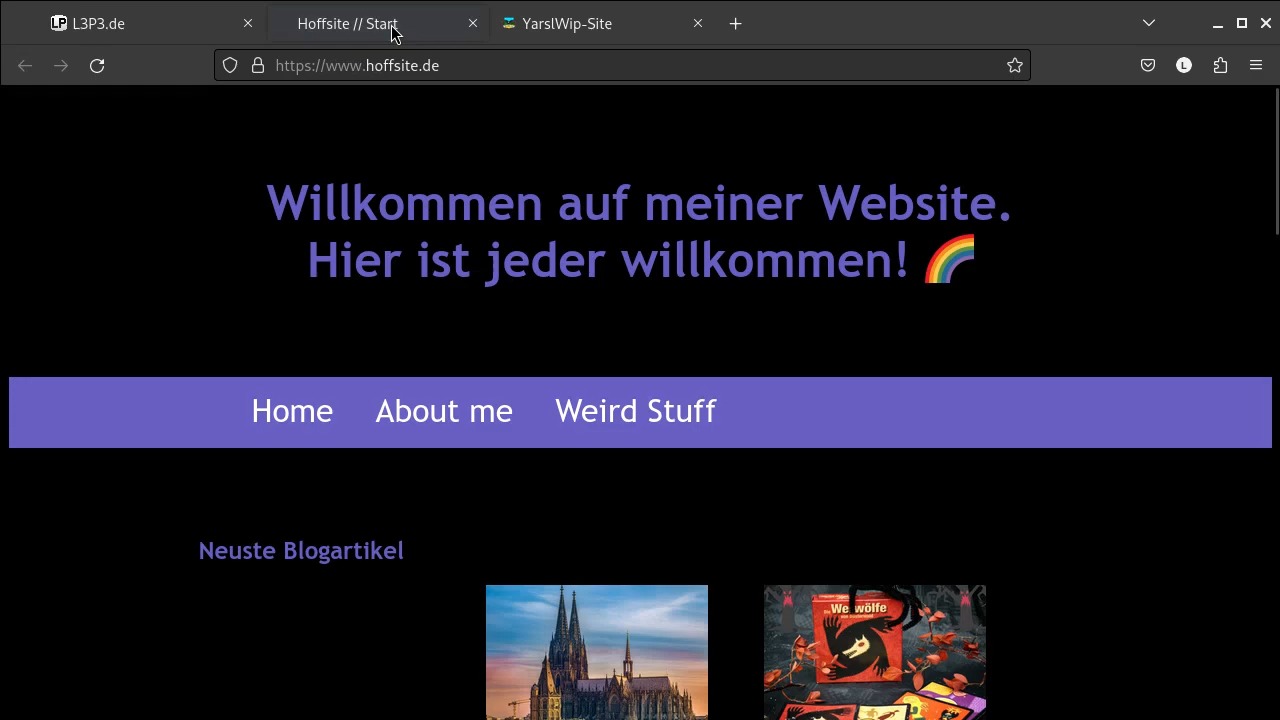 LP L3P3.de
Hoffsite // Start
YarslWip-Site
https://www.hoffsite.de
L
Willkommen auf meiner Website.
Hier ist jeder willkommen! 🌈
Home About me Weird Stuff
Neuste Blogartikel
Werwölfe